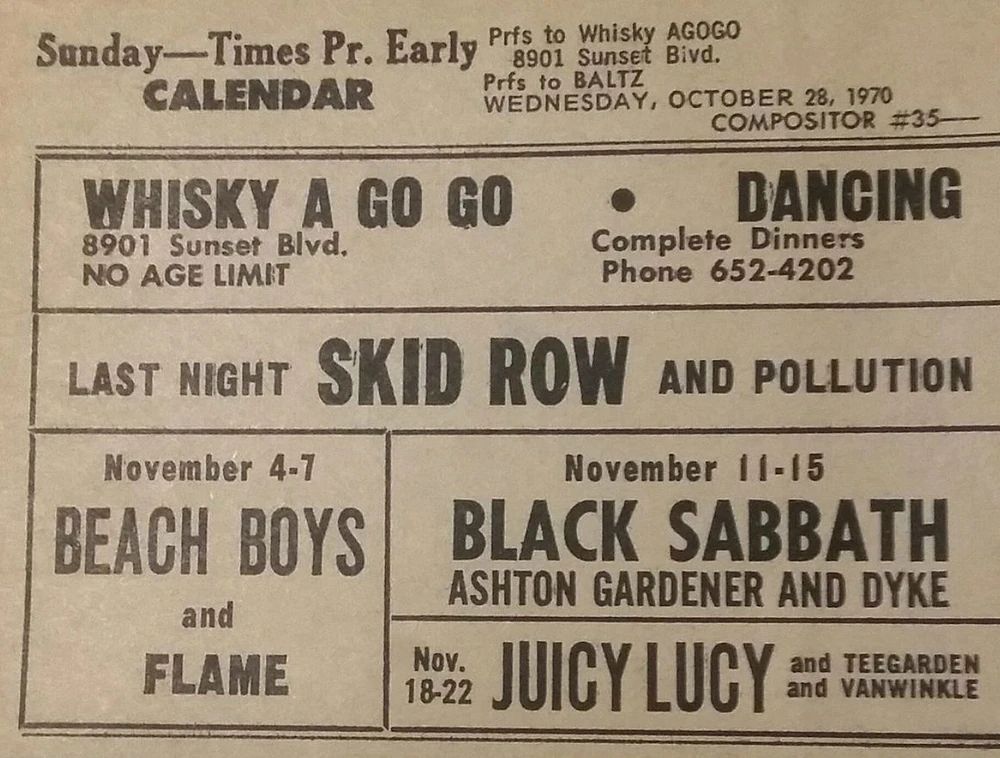 Sunday—Times Pr. Early
CALENDAR
Prfs to Whisky AGOGO
8901 Sunset Blvd.
Prfs to BALTZ
WEDNESDAY, OCTOBER 28, 1970
COMPOSITOR #35—
WHISKY A GO GO • DANCING
8901 Sunset Blvd.
NO AGE LIMIT
Complete Dinners
Phone 652-4202
LAST NIGHT SKID ROW AND POLLUTION
November 4-7
BEACH BOYS
and
FLAME
November 11-15
BLACK SABBATH
ASHTON GARDENER AND DYKE
Nov.
18-22
JUICY LUCY
and TEEGARDEN
and VANWINKLE